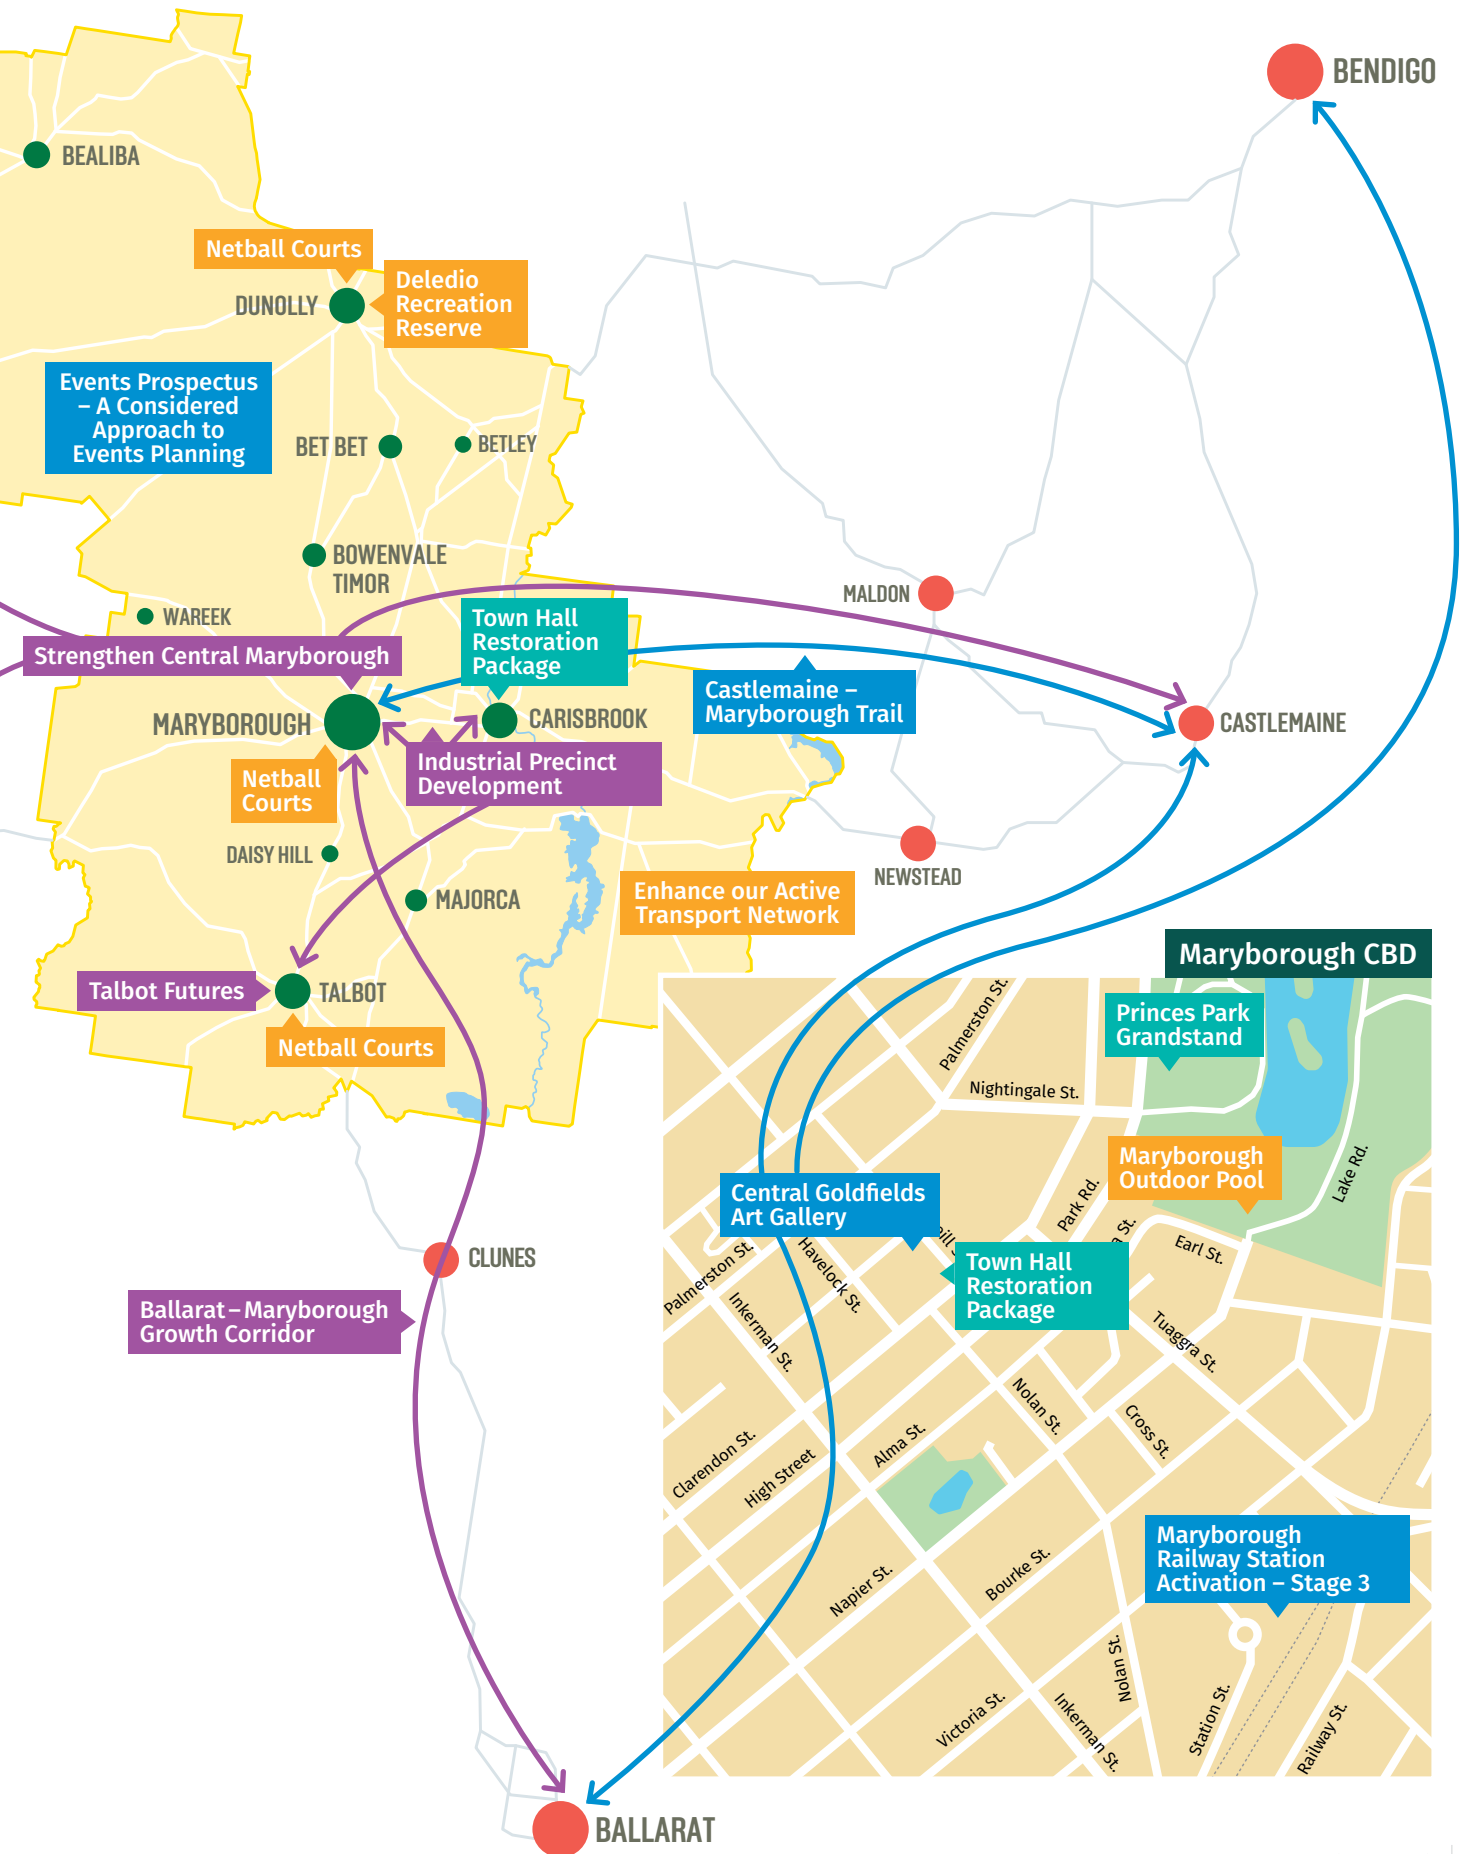 BENDIGO
BEALIBA
Netball Courts
Deledio
Recreation
Reserve
DUNOLLY
Events Prospectus
– A Considered
Approach to
Events Planning
BET BET
BETLEY
BOWENVALE
TIMOR
MALDON
WAREEK
Town Hall
Restoration
Package
Strengthen Central Maryborough
Castlemaine –
Maryborough Trail
MARYBOROUGH
CARISBROOK
CASTLEMAINE
Industrial Precinct
Development
Netball
Courts
DAISY HILL
NEWSTEAD
MAJORCA
Enhance our Active
Transport Network
Talbot Futures
TALBOT
Netball Courts
CLUNES
Ballarat – Maryborough
Growth Corridor
BALLARAT
Maryborough CBD
Palmerston St.
Princes Park
Grandstand
Nightingale St.
Maryborough
Outdoor Pool
Lake Rd.
Park Rd.
Central Goldfields
Art Gallery
Earl St.
Palmerston St.
Havelock St.
Town Hall
Restoration
Package
Inkerman St.
Tuaggra St.
Nolan St.
Cross St.
Clarendon St.
High Street
Alma St.
Maryborough
Railway Station
Activation – Stage 3
Napier St.
Bourke St.
Nolan St.
Victoria St.
Inkerman St.
Station St.
Railway St.